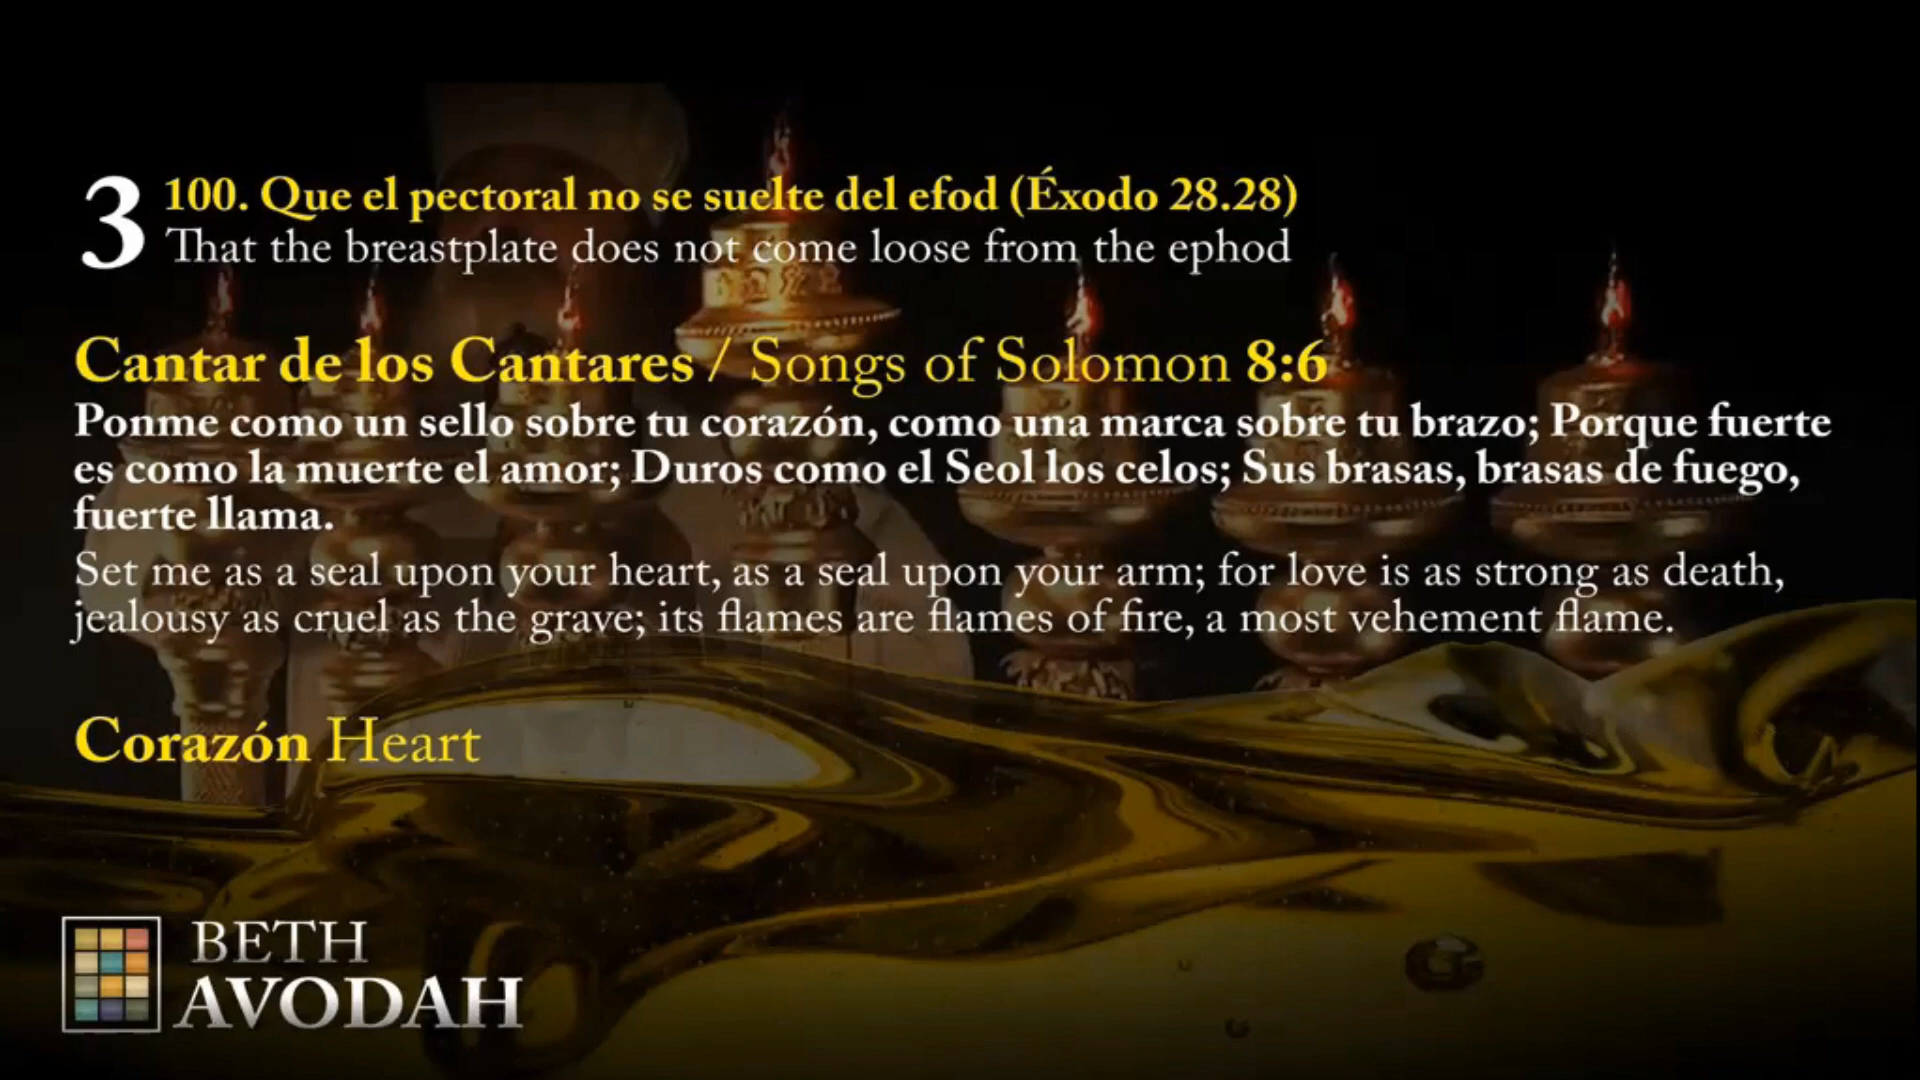 3
100. Que el pectoral no se suelte del efod (Éxodo 28.28)
That the breastplate does not come loose from the ephod
Cantar de los Cantares / Songs of Solomon 8:6
Ponme como un sello sobre tu corazón, como una marca sobre tu brazo; Porque fuerte
es como la muerte el amor; Duros como el Seol los celos; Sus brasas, brasas de fuego,
fuerte llama.
Set me as a seal upon your heart, as a seal upon your arm; for love is as strong as death,
jealousy as cruel as the grave; its flames are flames of fire, a most vehement flame.
Corazón Heart
BETH
AVODAH